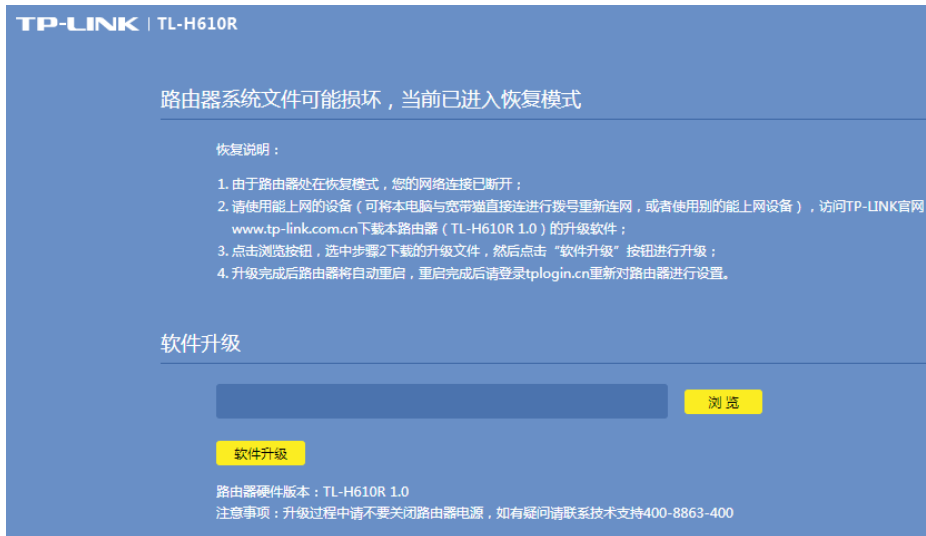 TP-LINK | TL-H610R
路由器系统文件可能损坏，当前已进入恢复模式
恢复说明：
1. 由于路由器处在恢复模式，您的网络连接已断开；
2. 请使用能上网的设备（可将本电脑与宽带猫直接连进行拨号重新连网，或者使用别的能上网设备），访问TP-LINK官网
www.tp-link.com.cn下载本路由器（TL-H610R 1.0）的升级软件；
3. 点击浏览按钮，选中步骤2下载的升级文件，然后点击“软件升级”按钮进行升级；
4. 升级完成后路由器将自动重启，重启完成后请登录tplogin.cn重新对路由器进行设置。
软件升级
浏 览
软件升级
路由器硬件版本：TL-H610R 1.0
注意事项：升级过程中请不要关闭路由器电源，如有疑问请联系技术支持400-8863-400